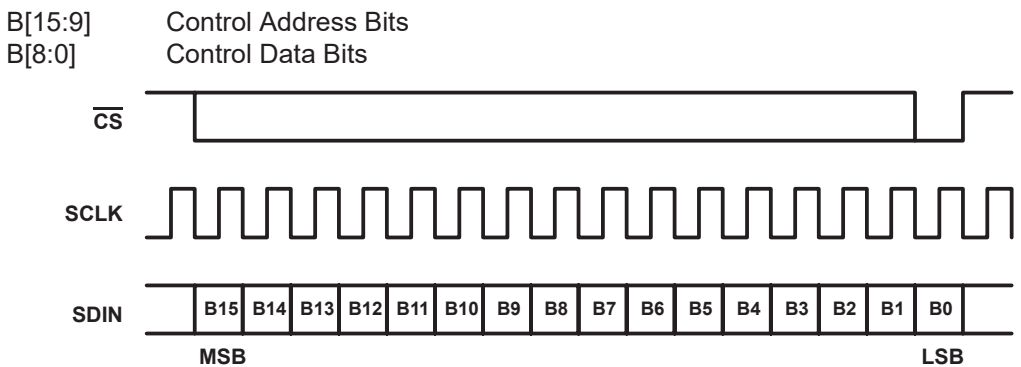 B[15:9] Control Address Bits
B[8:0] Control Data Bits
CS
SCLK
SDIN B15 B14 B13 B12 B11 B10 B9 B8 B7 B6 B5 B4 B3 B2 B1 B0
MSB LSB